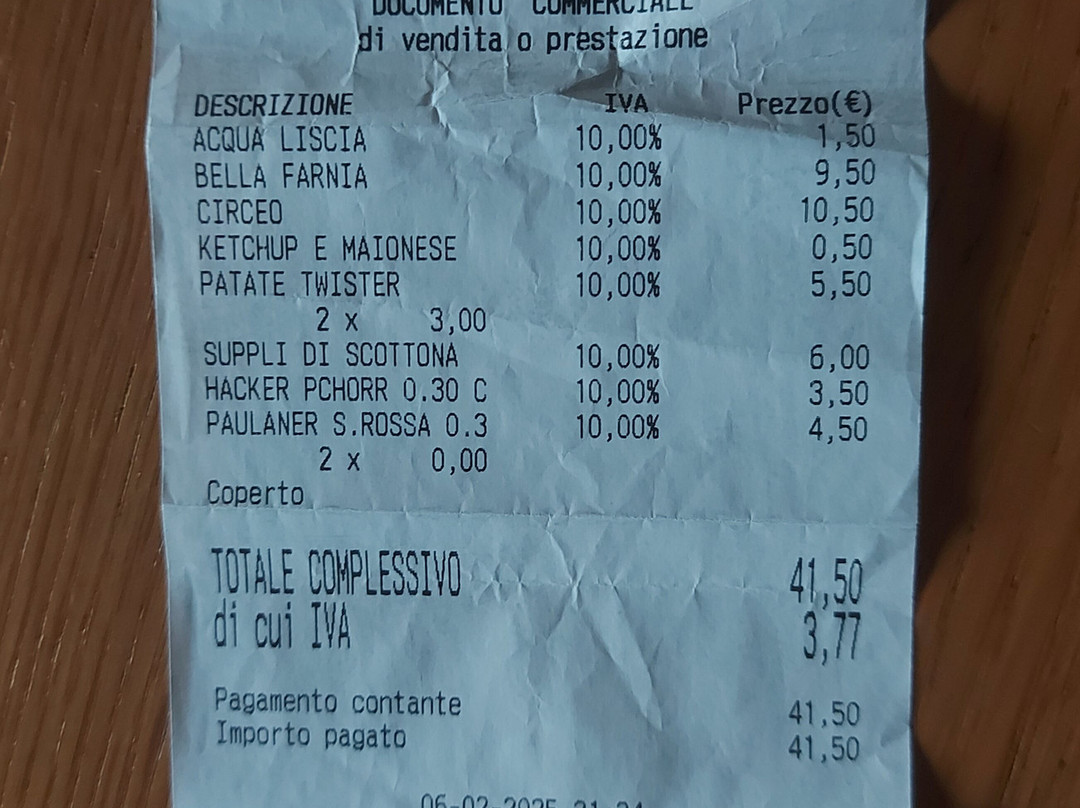 DOCUMENTO COMMERCIALE
di vendita o prestazione
DESCRIZIONE IVA Prezzo(€)
ACQUA LISCIA 10,00% 1,50
BELLA FARNIA 10,00% 9,50
CIRCEO 10,00% 10,50
KETCHUP E MAIONESE 10,00% 0,50
PATATE TWISTER 10,00% 5,50
2 x 3,00
SUPPLI DI SCOTTONA 10,00% 6,00
HACKER PCHORR 0.30 C 10,00% 3,50
PAULANER S.ROSSA 0.3 10,00% 4,50
2 x 0,00
Coperto
TOTALE COMPLESSIVO 41,50
di cui IVA 3,77
Pagamento contante 41,50
Importo pagato 41,50
06-02-2025